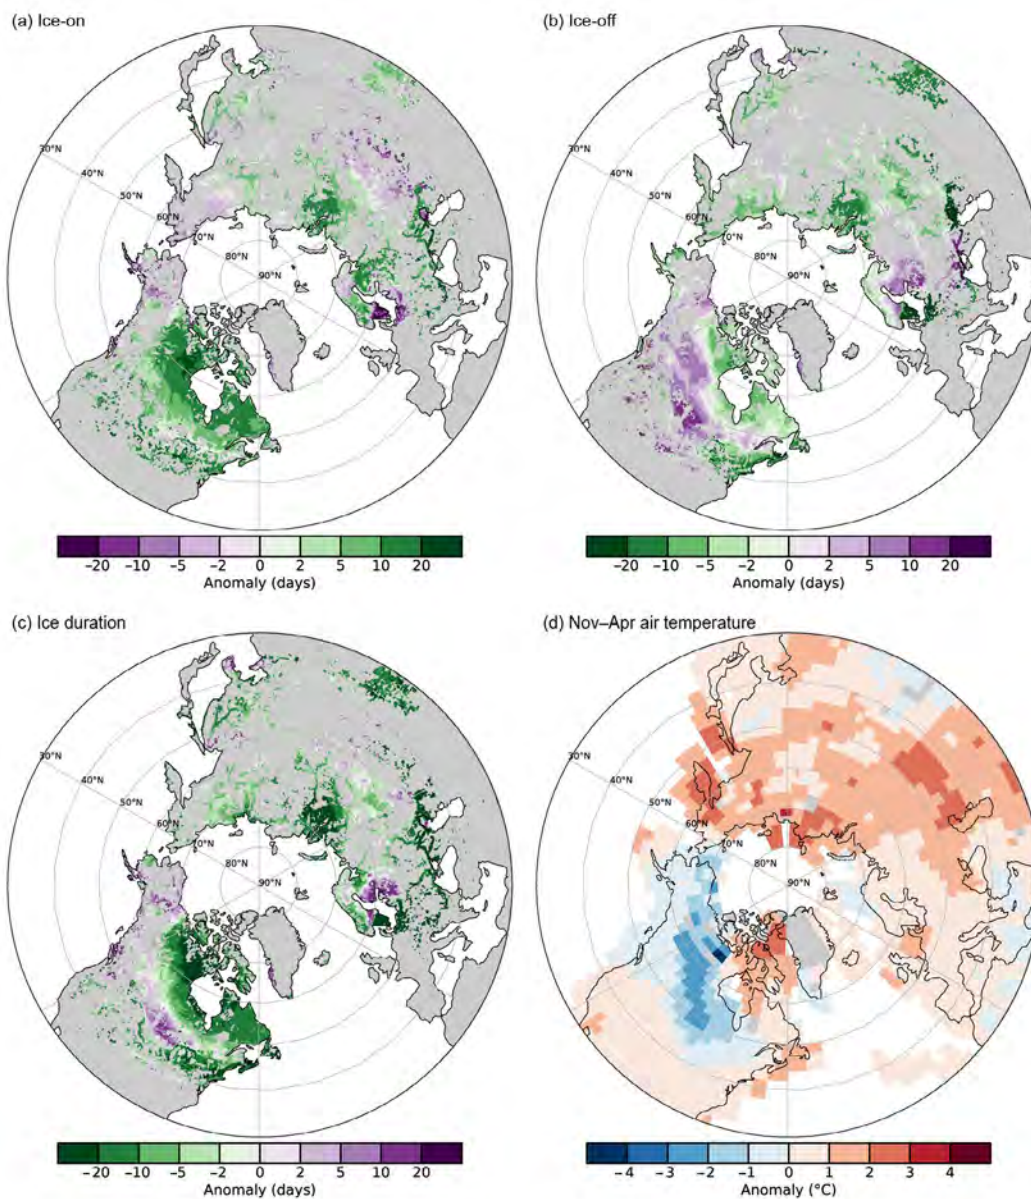 (a) Ice-on
30°N
40°N
50°N
60°N
70°N
80°N
90°N
–20 –10 –5 –2 0 2 5 10 20
Anomaly (days)
(b) Ice-off
30°N
40°N
50°N
60°N
70°N
80°N
90°N
–20 –10 –5 –2 0 2 5 10 20
Anomaly (days)
(c) Ice duration
30°N
40°N
50°N
60°N
70°N
80°N
90°N
–20 –10 –5 –2 0 2 5 10 20
Anomaly (days)
(d) Nov–Apr air temperature
30°N
40°N
50°N
60°N
70°N
80°N
90°N
–4 –3 –2 –1 0 1 2 3 4
Anomaly (°C)